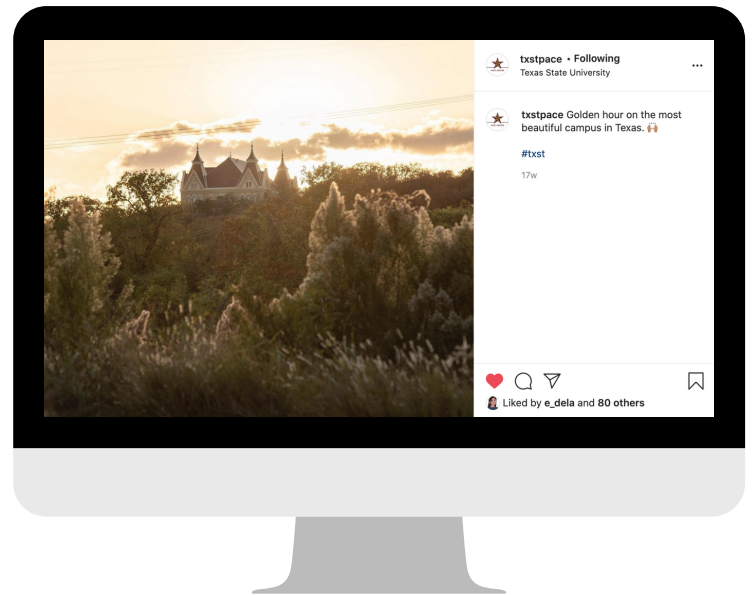 txstpace • Following
Texas State University
txstpace Golden hour on the most
beautiful campus in Texas. 🙌🏼
#txst
17w
Liked by e_dela and 80 others